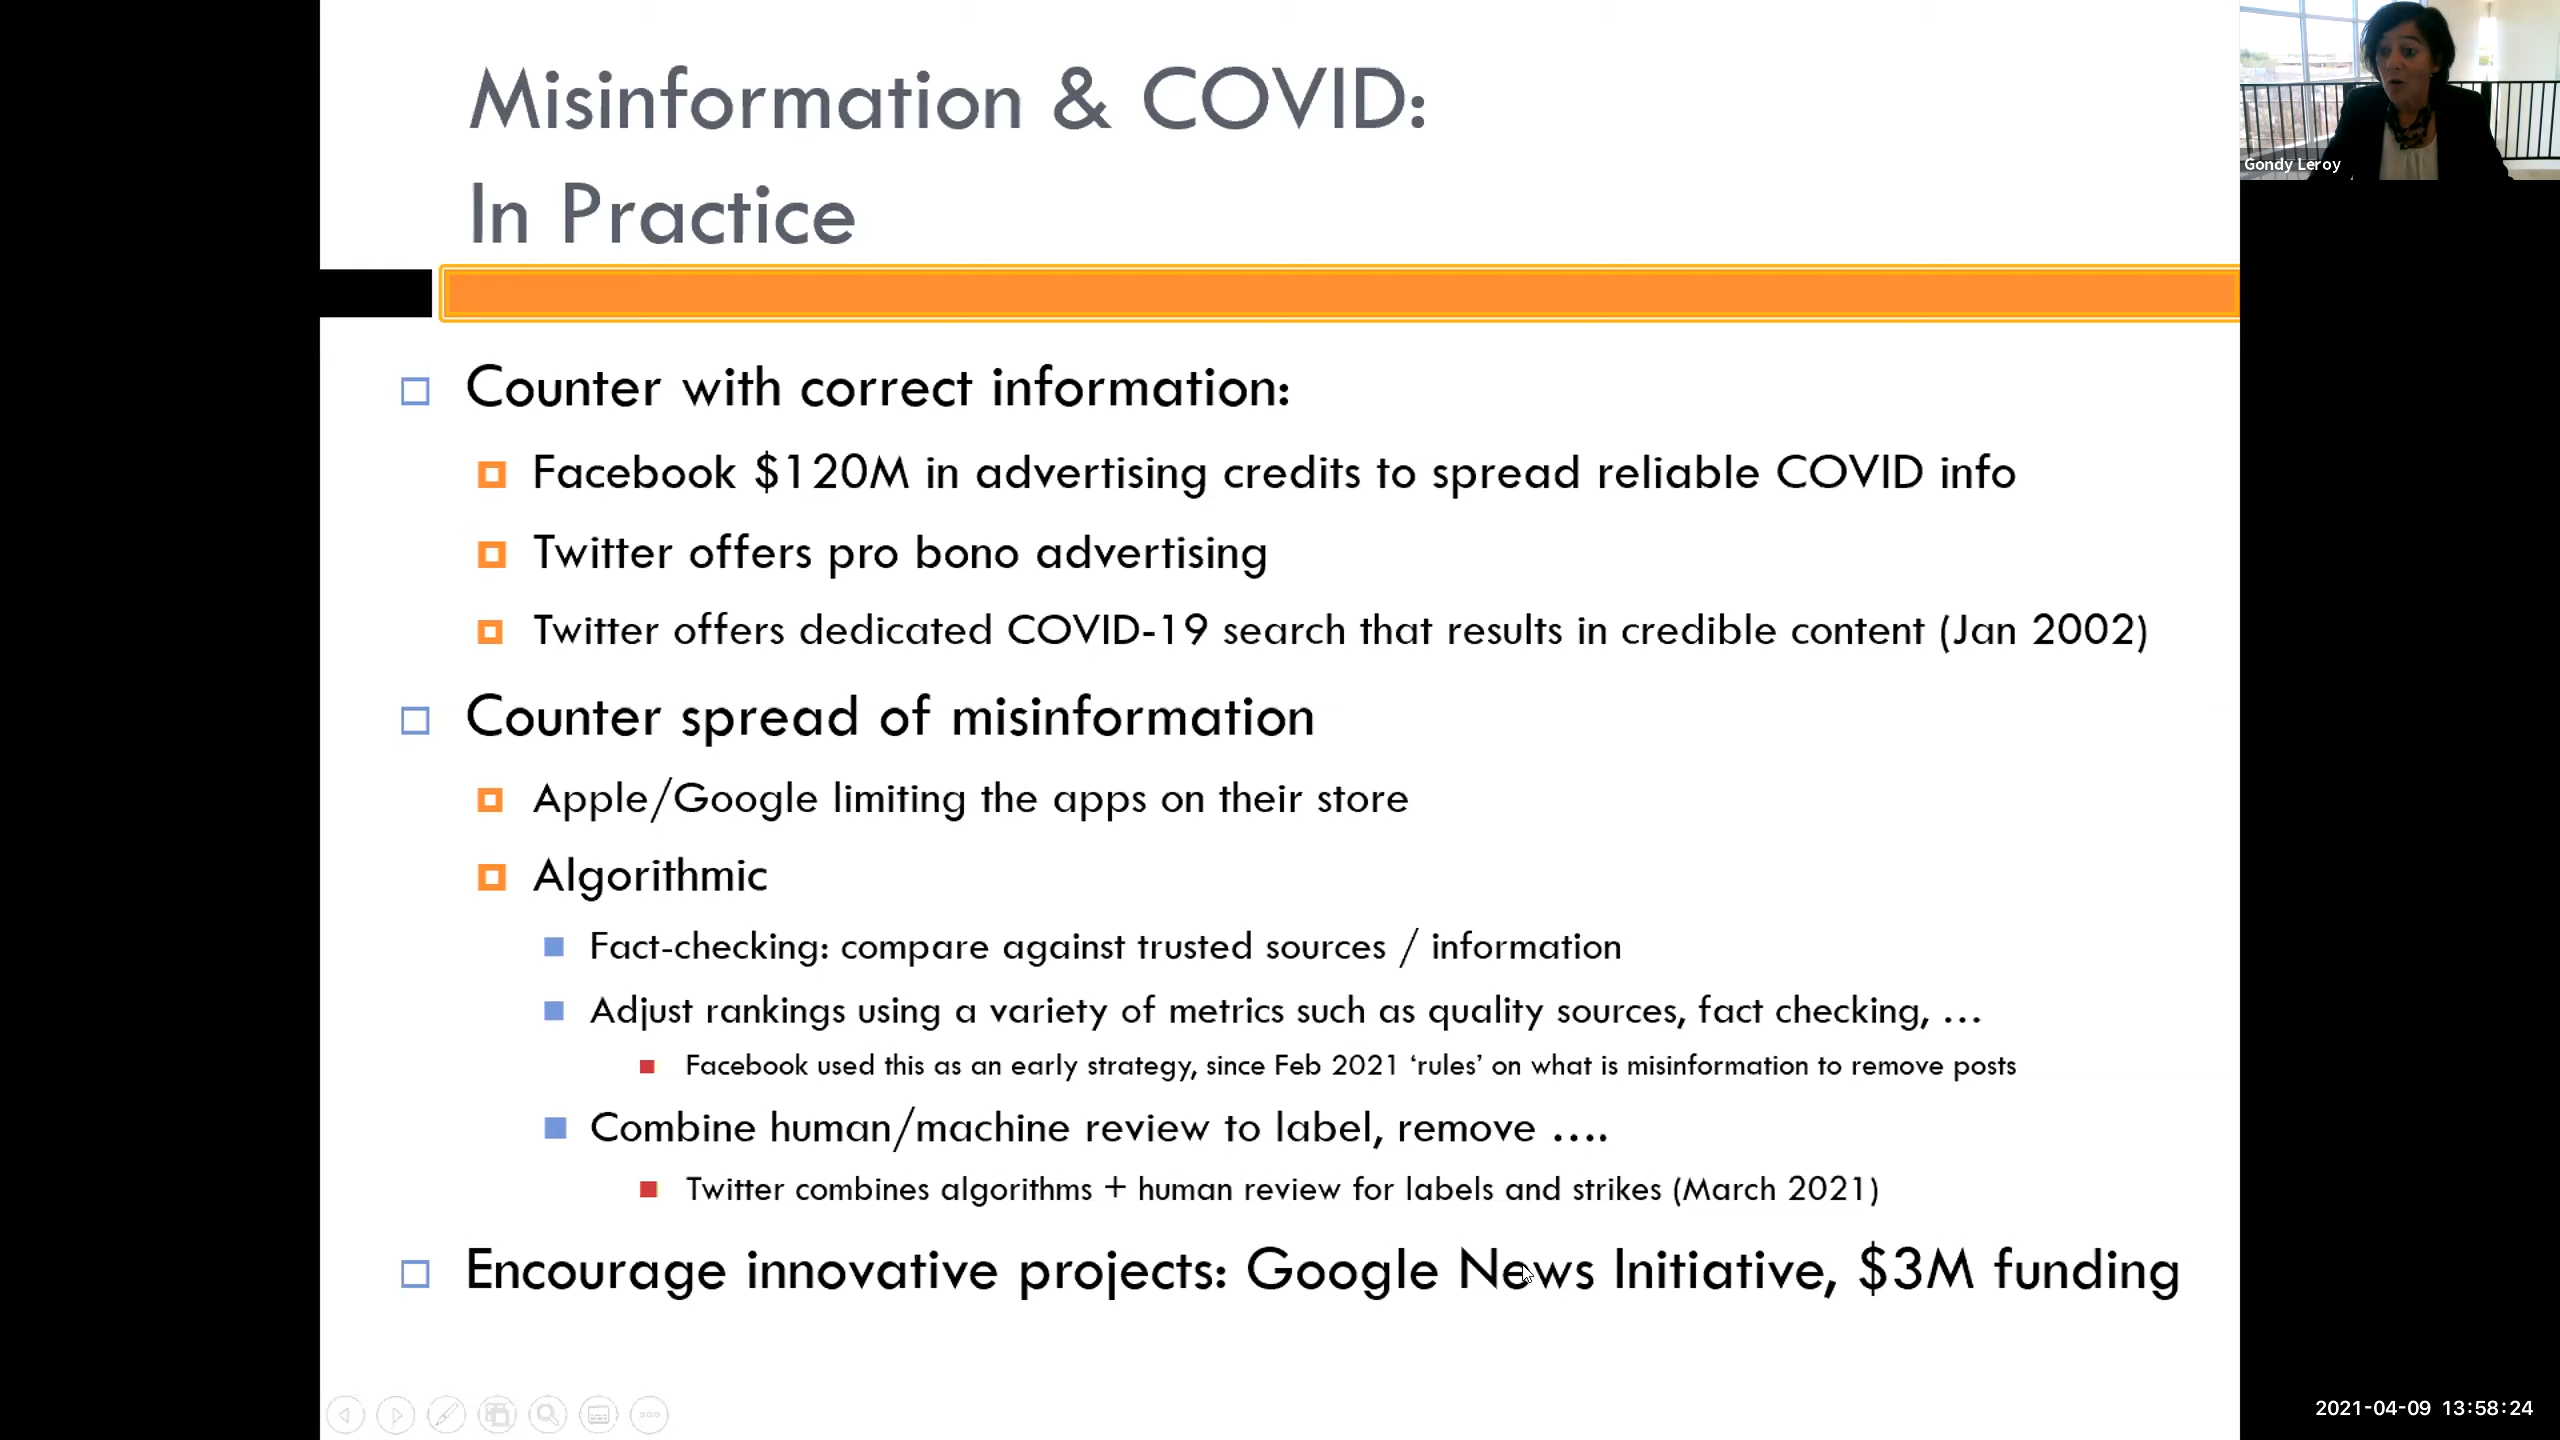 Misinformation & COVID:
In Practice
Gondy Leroy
Counter with correct information:
Facebook $120M in advertising credits to spread reliable COVID info
Twitter offers pro bono advertising
Twitter offers dedicated COVID-19 search that results in credible content (Jan 2002)
Counter spread of misinformation
Apple/Google limiting the apps on their store
Algorithmic
Fact-checking: compare against trusted sources / information
Adjust rankings using a variety of metrics such as quality sources, fact checking, …
Facebook used this as an early strategy, since Feb 2021 ‘rules’ on what is misinformation to remove posts
Combine human/machine review to label, remove ….
Twitter combines algorithms + human review for labels and strikes (March 2021)
Encourage innovative projects: Google News Initiative, $3M funding
2021-04-09 13:58:24